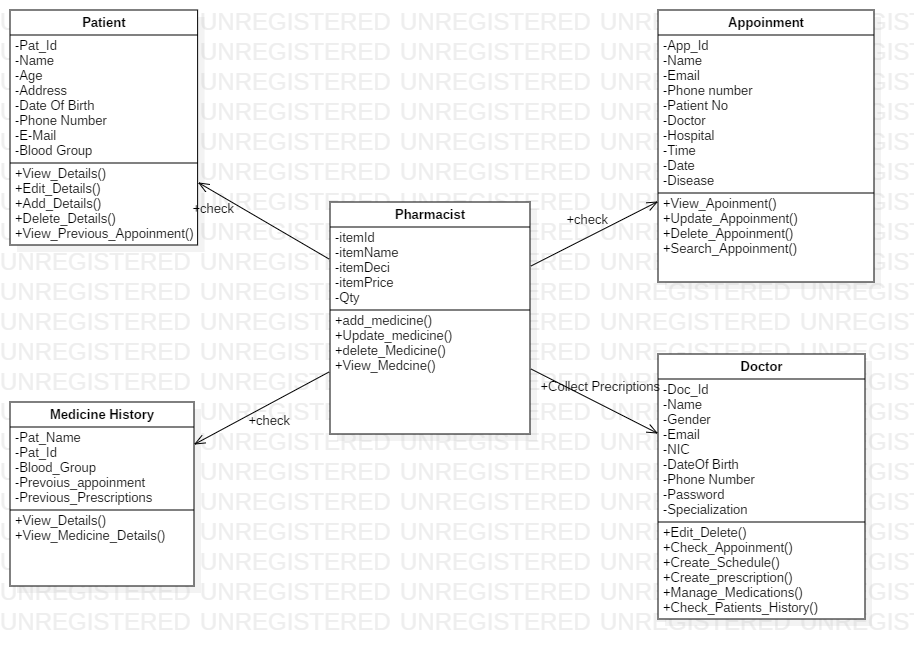 Patient
-Pat_Id
-Name
-Age
-Address
-Date Of Birth
-Phone Number
-E-Mail
-Blood Group
+View_Details()
+Edit_Details()
+Add_Details()
+Delete_Details()
+View_Previous_Appoinment()
Appoinment
-App_Id
-Name
-Email
-Phone number
-Patient No
-Doctor
-Hospital
-Time
-Date
-Disease
+View_Apoinment()
+Update_Appoinment()
+Delete_Appoinment()
+Search_Appoinment()
+check
+check
Pharmacist
-itemId
-itemName
-itemDeci
-itemPrice
-Qty
+add_medicine()
+Update_medicine()
+delete_Medicine()
+View_Medcine()
+check
+Collect Precriptions
Medicine History
-Pat_Name
-Pat_Id
-Blood_Group
-Prevoius_appoinment
-Previous_Prescriptions
+View_Details()
+View_Medicine_Details()
Doctor
-Doc_Id
-Name
-Gender
-Email
-NIC
-DateOf Birth
-Phone Number
-Password
-Specialization
+Edit_Delete()
+Check_Appoinment()
+Create_Schedule()
+Create_prescription()
+Manage_Medications()
+Check_Patients_History()
UNREGISTERED